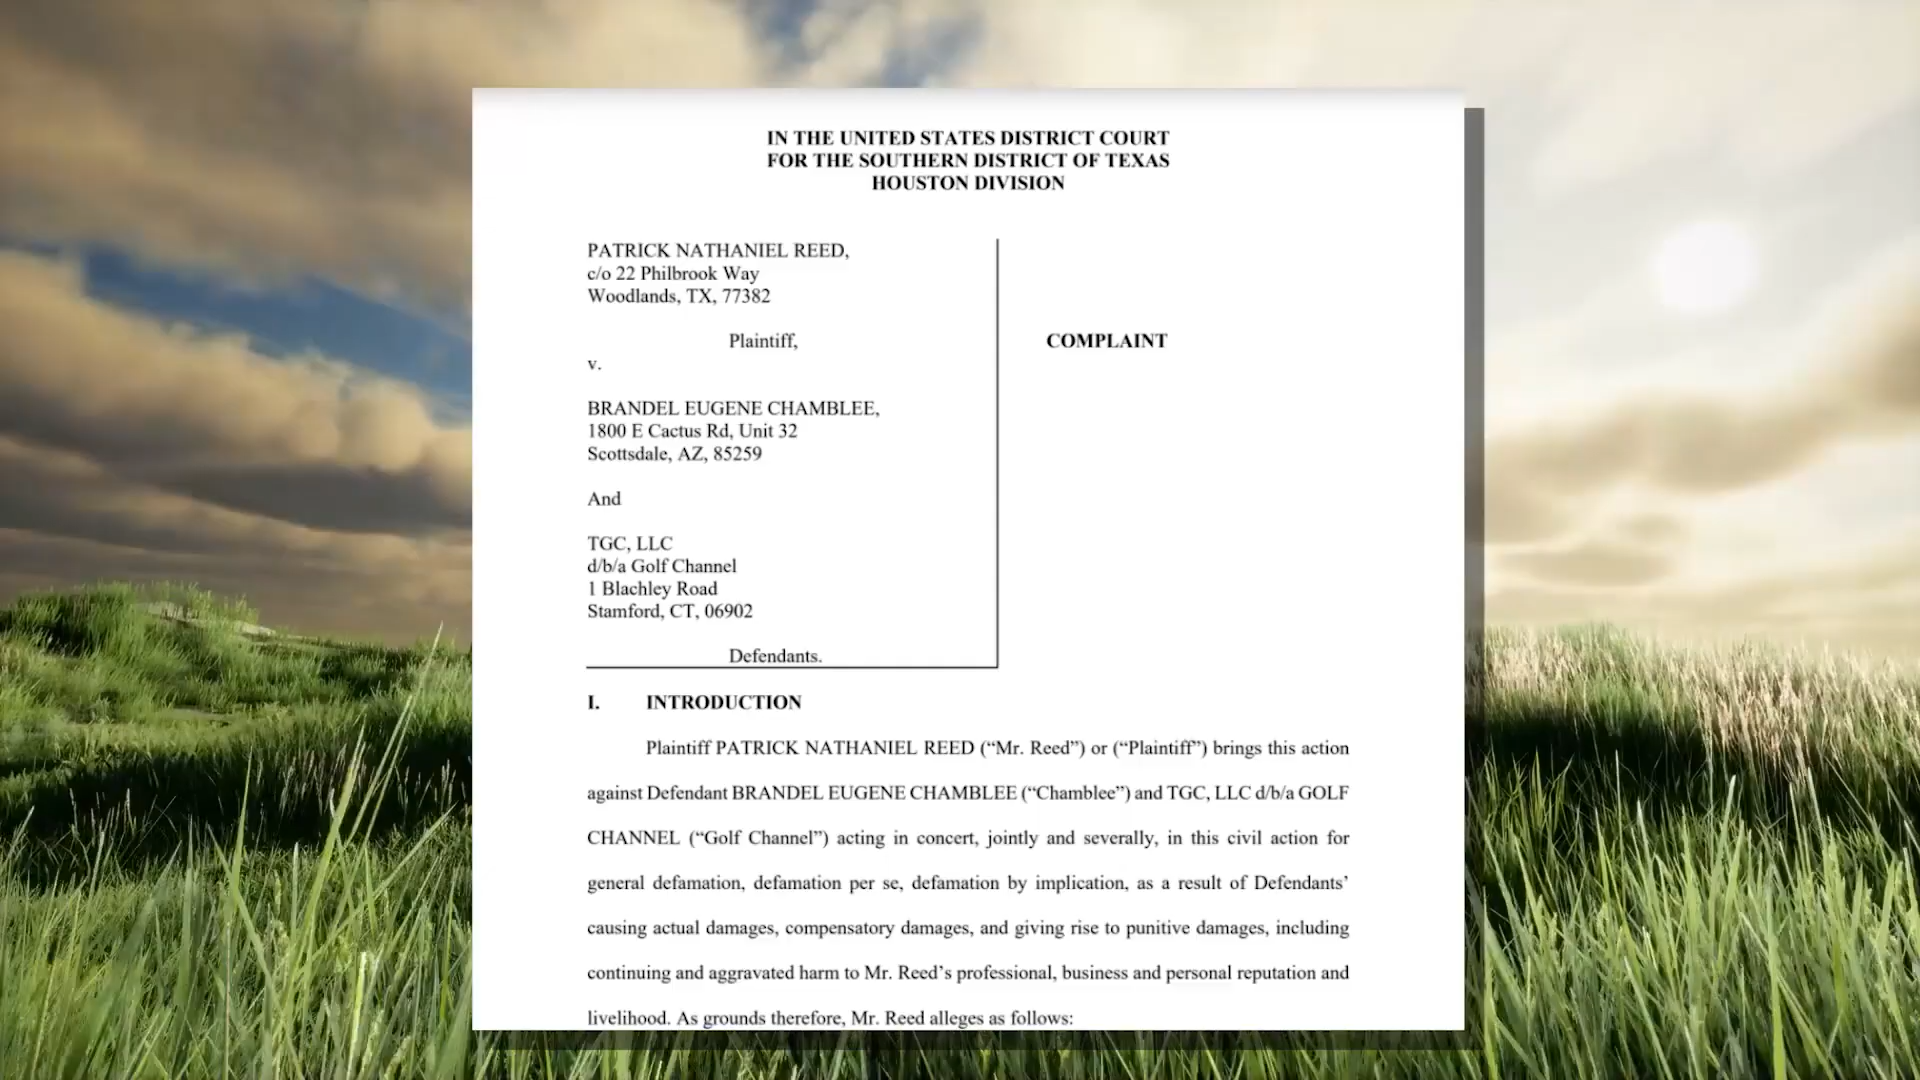 IN THE UNITED STATES DISTRICT COURT
FOR THE SOUTHERN DISTRICT OF TEXAS
HOUSTON DIVISION
PATRICK NATHANIEL REED,
c/o 22 Philbrook Way
Woodlands, TX, 77382
Plaintiff,
v.
COMPLAINT
BRANDEL EUGENE CHAMBLEE,
1800 E Cactus Rd, Unit 32
Scottsdale, AZ, 85259
And
TGC, LLC
d/b/a Golf Channel
1 Blachley Road
Stamford, CT, 06902
Defendants.
I. INTRODUCTION
Plaintiff PATRICK NATHANIEL REED (“Mr. Reed”) or (“Plaintiff”) brings this action
against Defendant BRANDEL EUGENE CHAMBLEE (“Chamblee”) and TGC, LLC d/b/a GOLF
CHANNEL (“Golf Channel”) acting in concert, jointly and severally, in this civil action for
general defamation, defamation per se, defamation by implication, as a result of Defendants’
causing actual damages, compensatory damages, and giving rise to punitive damages, including
continuing and aggravated harm to Mr. Reed’s professional, business and personal reputation and
livelihood. As grounds therefore, Mr. Reed alleges as follows: